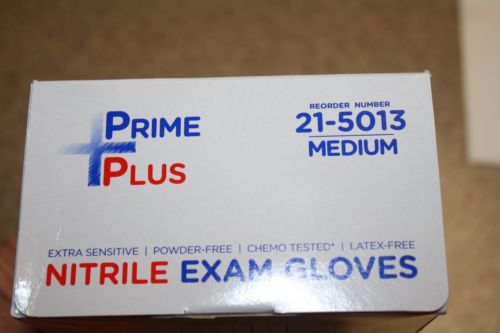 PRIME
PLUS
REORDER NUMBER
21-5013
MEDIUM
EXTRA SENSITIVE | POWDER-FREE | CHEMO TESTED* | LATEX-FREE
NITRILE EXAM GLOVES